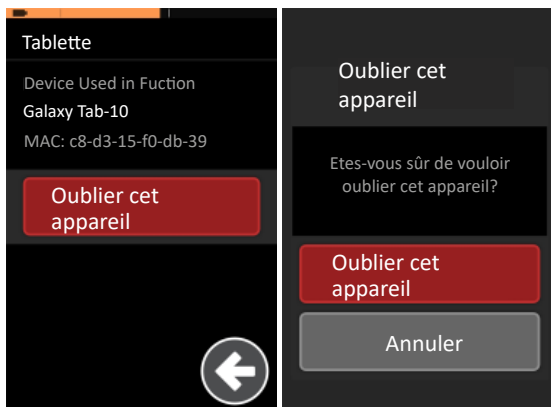 Tablette
Device Used in Fuction
Galaxy Tab-10
MAC: c8-d3-15-f0-db-39
Oublier cet
appareil
Oublier cet
appareil
Etes-vous sûr de vouloir
oublier cet appareil?
Oublier cet
appareil
Annuler